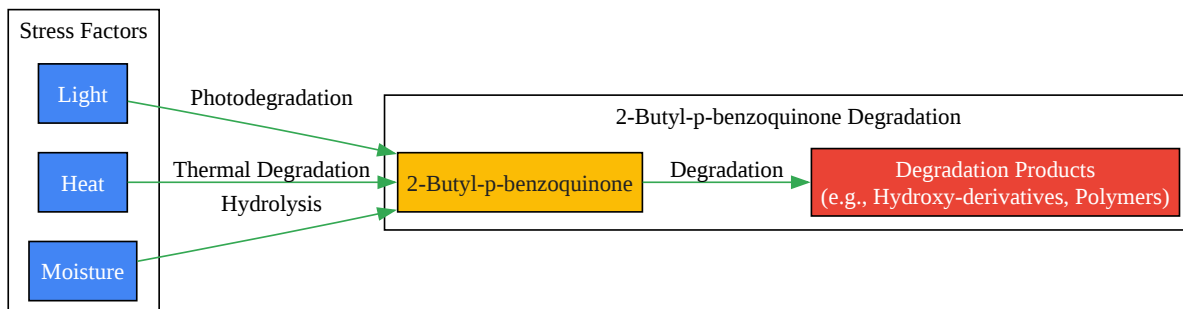 Stress Factors
Light
Heat
Moisture
Photodegradation
Thermal Degradation
Hydrolysis
2-Butyl-p-benzoquinone Degradation
2-Butyl-p-benzoquinone
Degradation
Degradation Products
(e.g., Hydroxy-derivatives, Polymers)